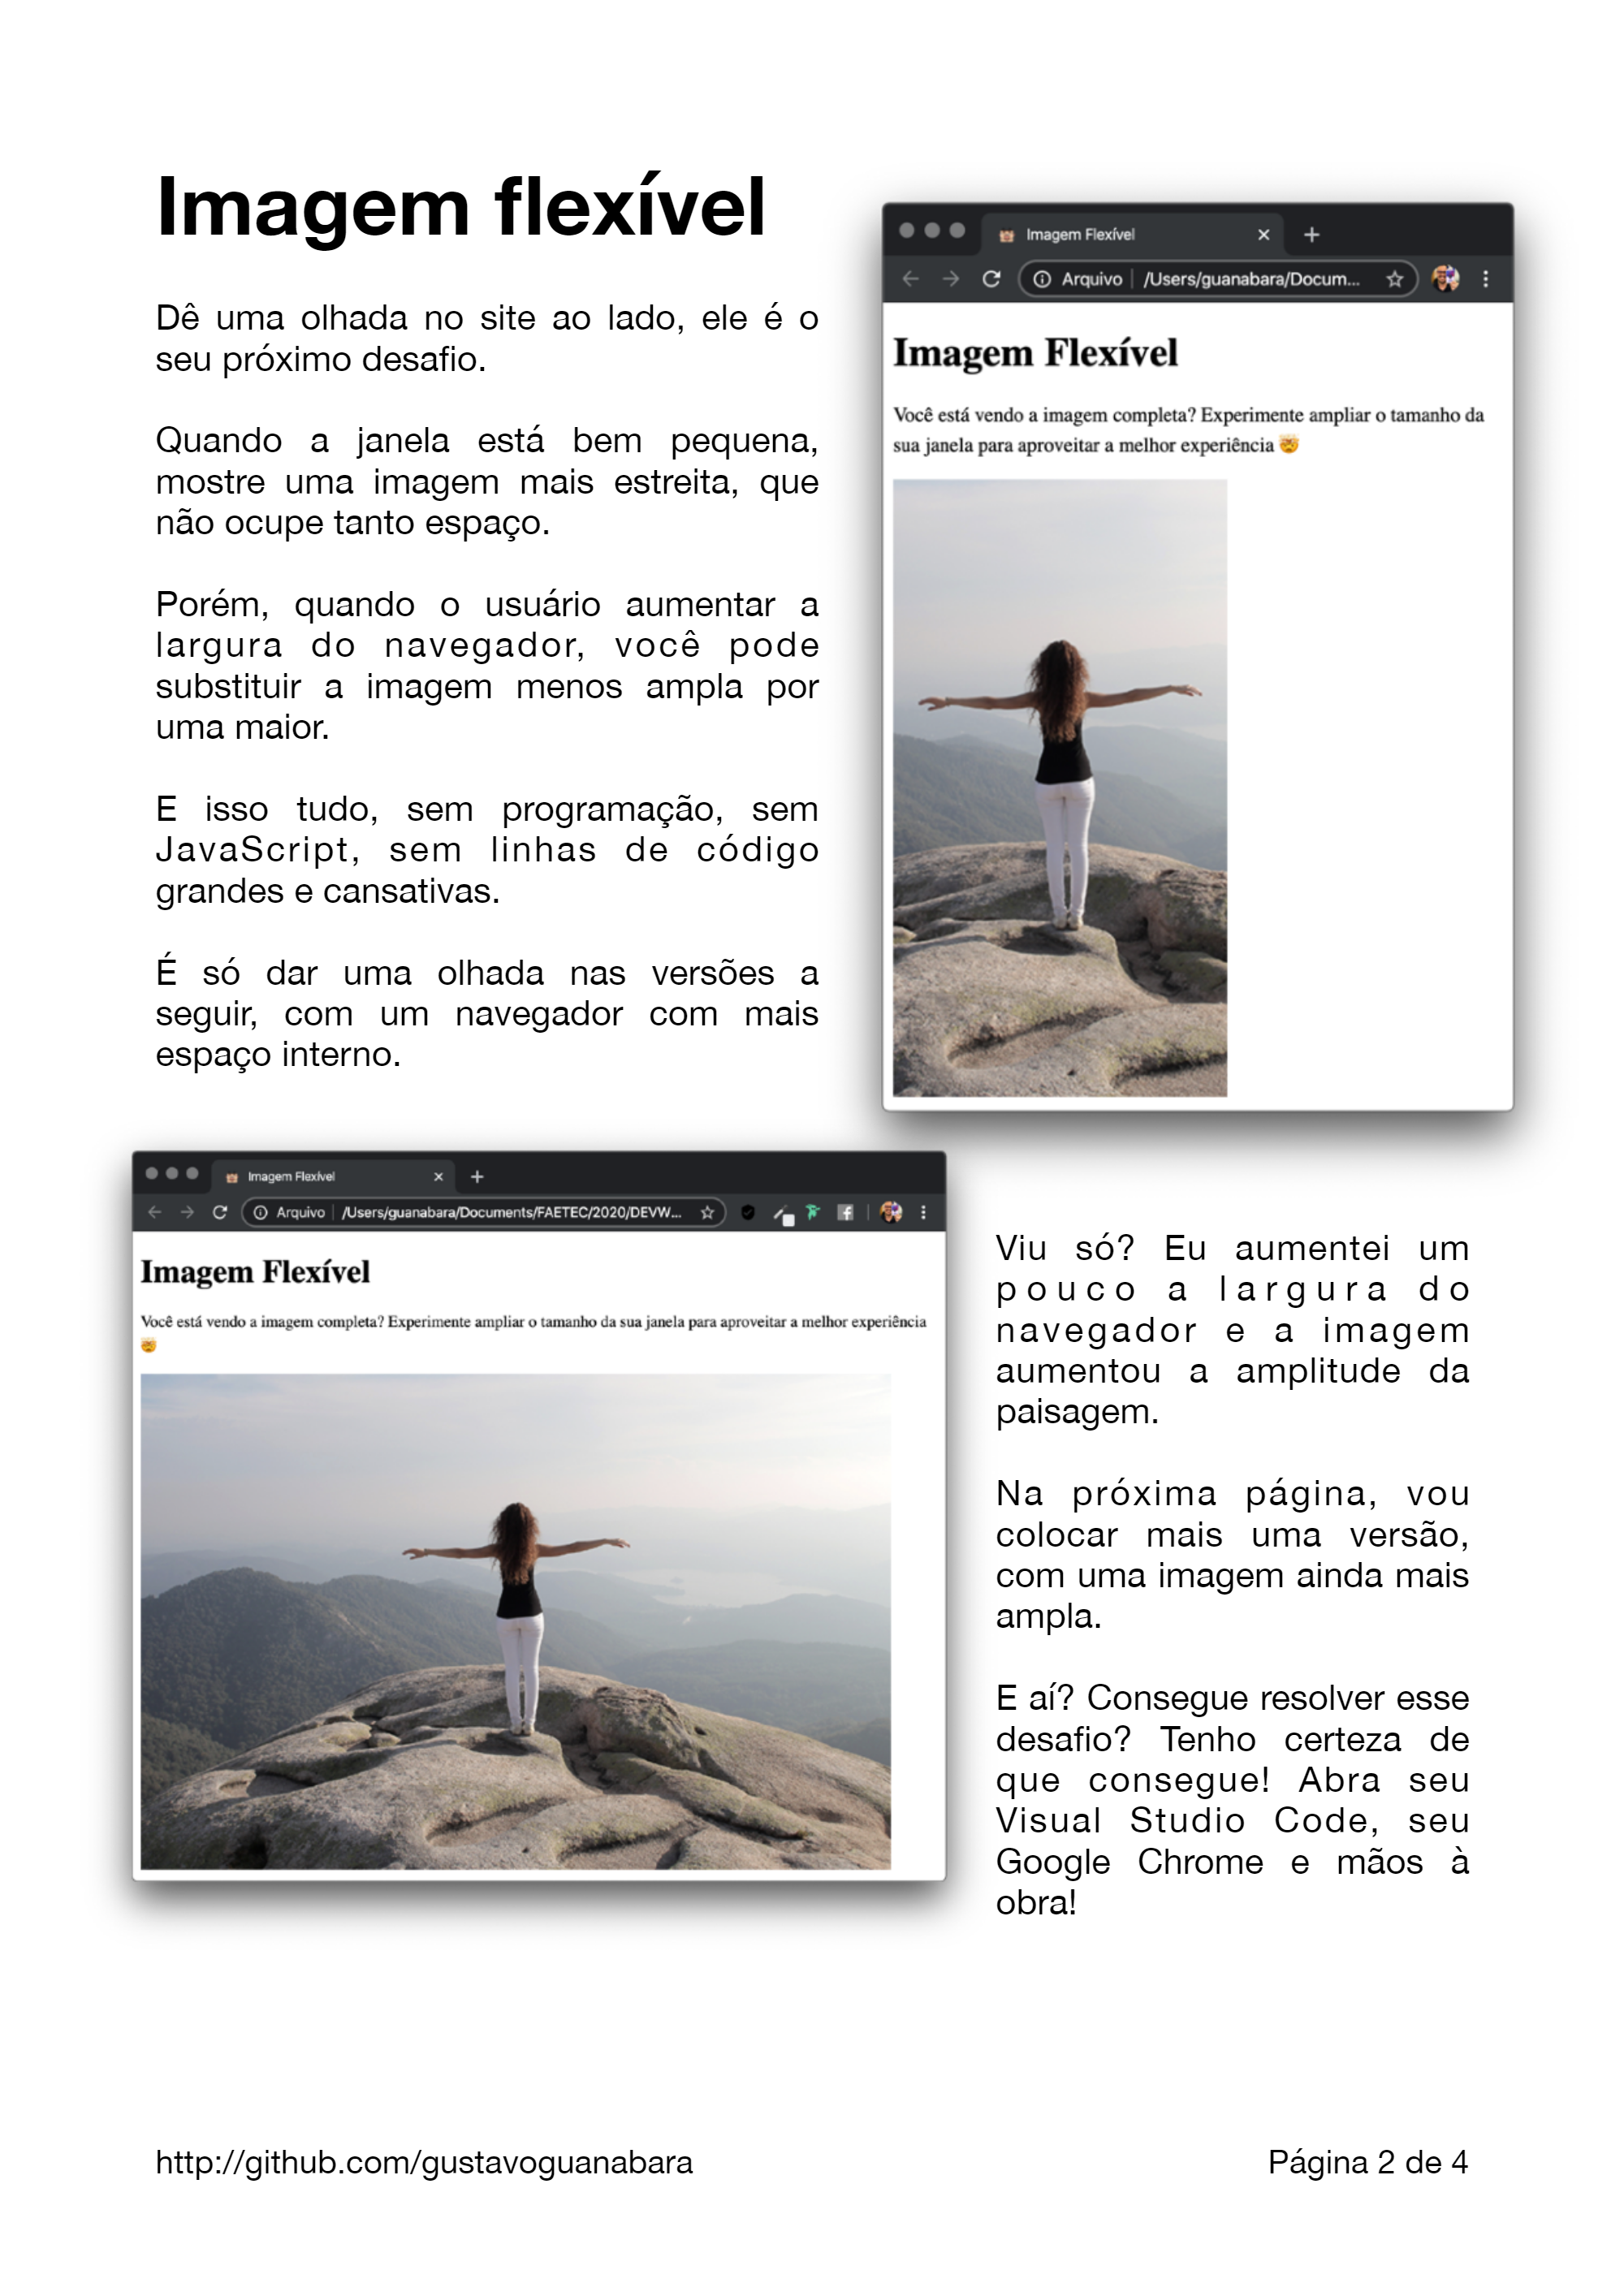 Imagem flexível
Dê uma olhada no site ao lado, ele é o
seu próximo desafio.
Quando a janela está bem pequena,
mostre uma imagem mais estreita, que
não ocupe tanto espaço.
Porém, quando o usuário aumentar a
largura do navegador, você pode
substituir a imagem menos ampla por
uma maior.
E isso tudo, sem programação, sem
JavaScript, sem linhas de código
grandes e cansativas.
É só dar uma olhada nas versões a
seguir, com um navegador com mais
espaço interno.
Imagem Flexível
Arquivo | /Users/guanabara/Docum...
Imagem Flexível
Você está vendo a imagem completa? Experimente ampliar o tamanho da
sua janela para aproveitar a melhor experiência 🤯
Imagem Flexível
Arquivo | /Users/guanabara/Documents/FAETEC/2020/DEVW...
Imagem Flexível
Você está vendo a imagem completa? Experimente ampliar o tamanho da sua janela para aproveitar a melhor experiência
🤯
Viu só? Eu aumentei um
pouco a largura do
navegador e a imagem
aumentou a amplitude da
paisagem.
Na próxima página, vou
colocar mais uma versão,
com uma imagem ainda mais
ampla.
E aí? Consegue resolver esse
desafio? Tenho certeza de
que consegue! Abra seu
Visual Studio Code, seu
Google Chrome e mãos à
obra!
http://github.com/gustavoguanabara
Página 2 de 4